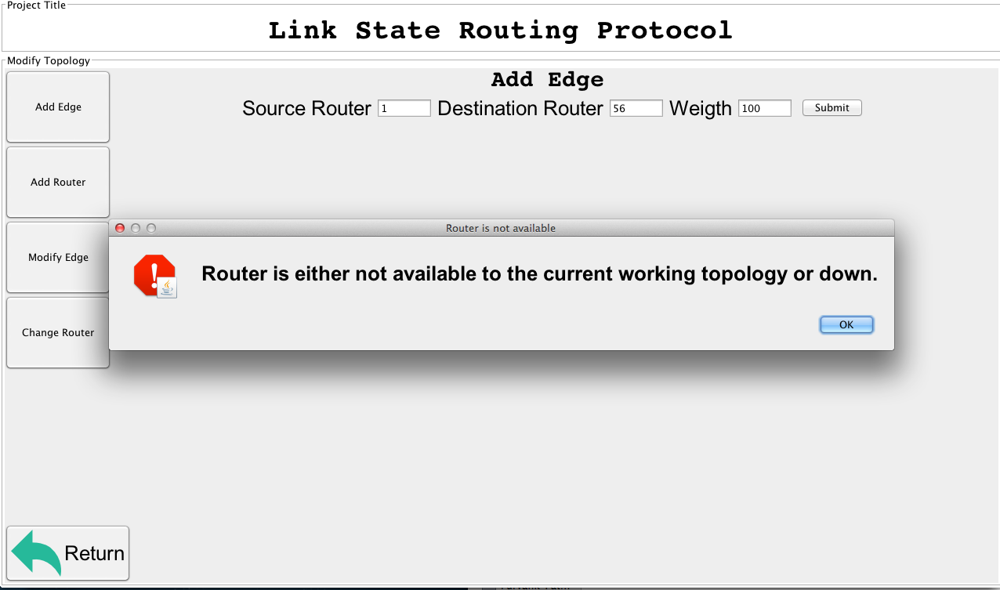 Project Title
Link State Routing Protocol
Modify Topology
Add Edge
Add Edge
Source Router 1 Destination Router 56 Weigth 100 Submit
Add Router
Router is not available
Modify Edge
Router is either not available to the current working topology or down.
OK
Change Router
Return